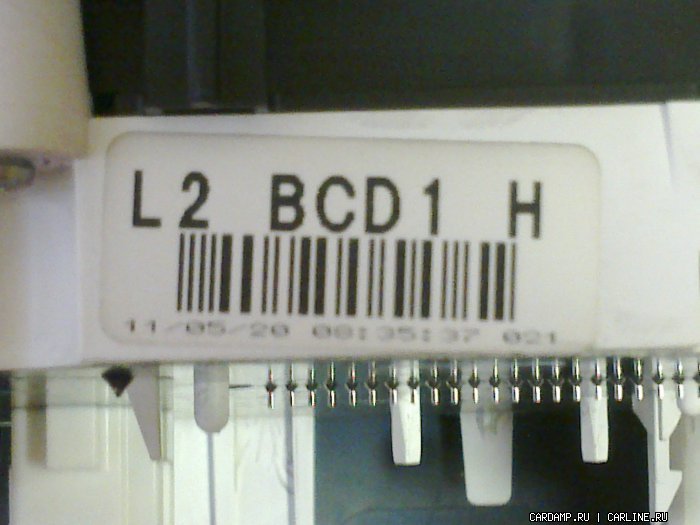 L2 BCD1 H
11/05/20 08:35:37 021
CARDAMP.RU | CARLINE.RU